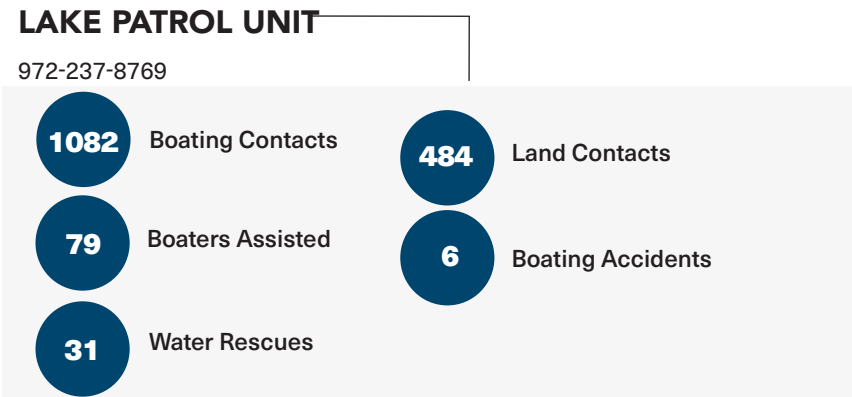 LAKE PATROL UNIT
972-237-8769
1082 Boating Contacts
79 Boaters Assisted
31 Water Rescues
484 Land Contacts
6 Boating Accidents